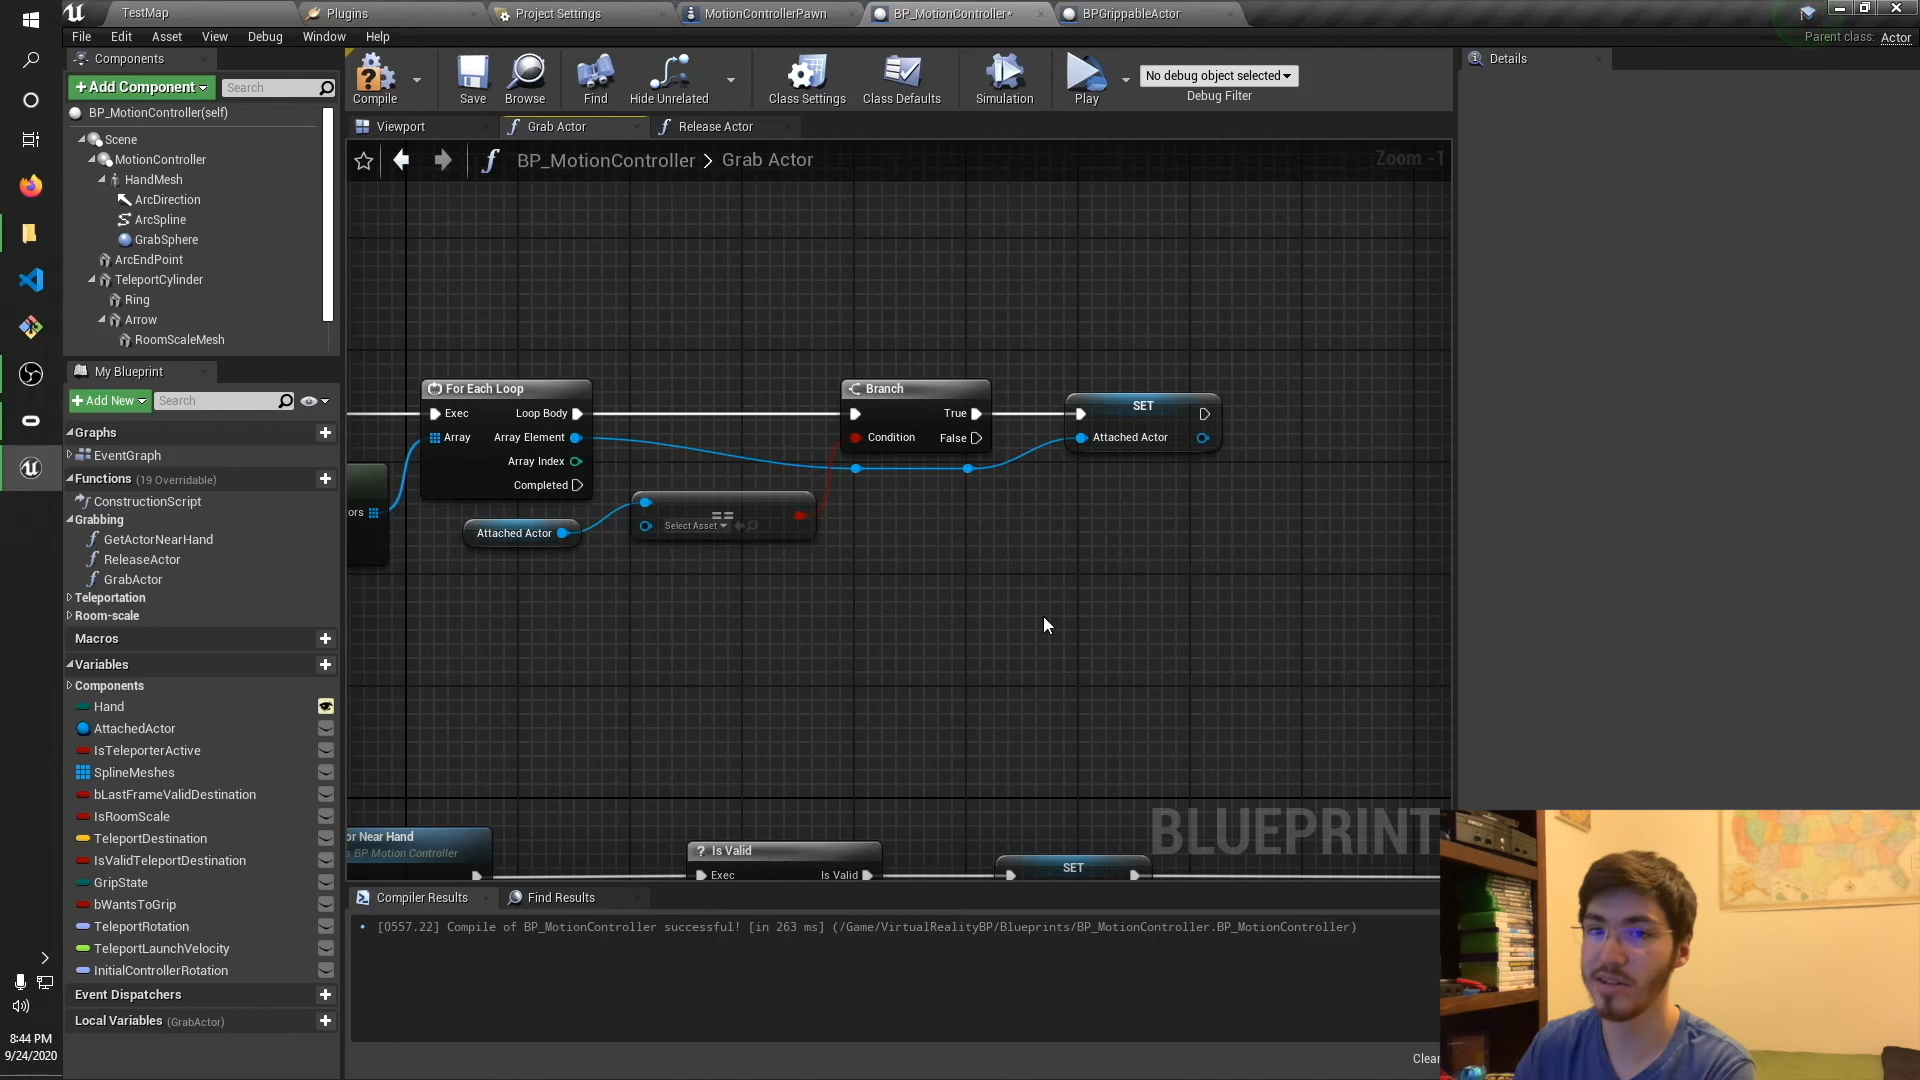 TestMap
Plugins
Project Settings
MotionControllerPawn
BP_MotionController*
BPGrippableActor
File Edit Asset View Debug Window Help
Parent class: Actor
Components
+Add Component
Search
BP_MotionController(self)
Scene
MotionController
HandMesh
ArcDirection
ArcSpline
GrabSphere
ArcEndPoint
TeleportCylinder
Ring
Arrow
RoomScaleMesh
My Blueprint
+Add New
Search
Graphs
EventGraph
Functions (19 Overridable)
ConstructionScript
Grabbing
GetActorNearHand
ReleaseActor
GrabActor
Teleportation
Room-scale
Macros
Variables
Components
Hand
AttachedActor
IsTeleporterActive
SplineMeshes
bLastFrameValidDestination
IsRoomScale
TeleportDestination
IsValidTeleportDestination
GripState
bWantsToGrip
TeleportRotation
TeleportLaunchVelocity
InitialControllerRotation
Event Dispatchers
Local Variables (GrabActor)
8:44 PM
9/24/2020
Compile
Save
Browse
Find
Hide Unrelated
Class Settings
Class Defaults
Simulation
Play
No debug object selected
Debug Filter
Details
Viewport
Grab Actor
Release Actor
BP_MotionController > Grab Actor
Zoom -1
For Each Loop
Exec Loop Body
Array Array Element
Array Index
Completed
ors
Attached Actor
==
Select Asset
Branch
True
Condition False
SET
Attached Actor
or Near Hand
s BP Motion Controller
? Is Valid
Exec Is Valid
SET
BLUEPRINT
Compiler Results
Find Results
[0557.22] Compile of BP_MotionController successful! [in 263 ms] (/Game/VirtualRealityBP/Blueprints/BP_MotionController.BP_MotionController)
Clear